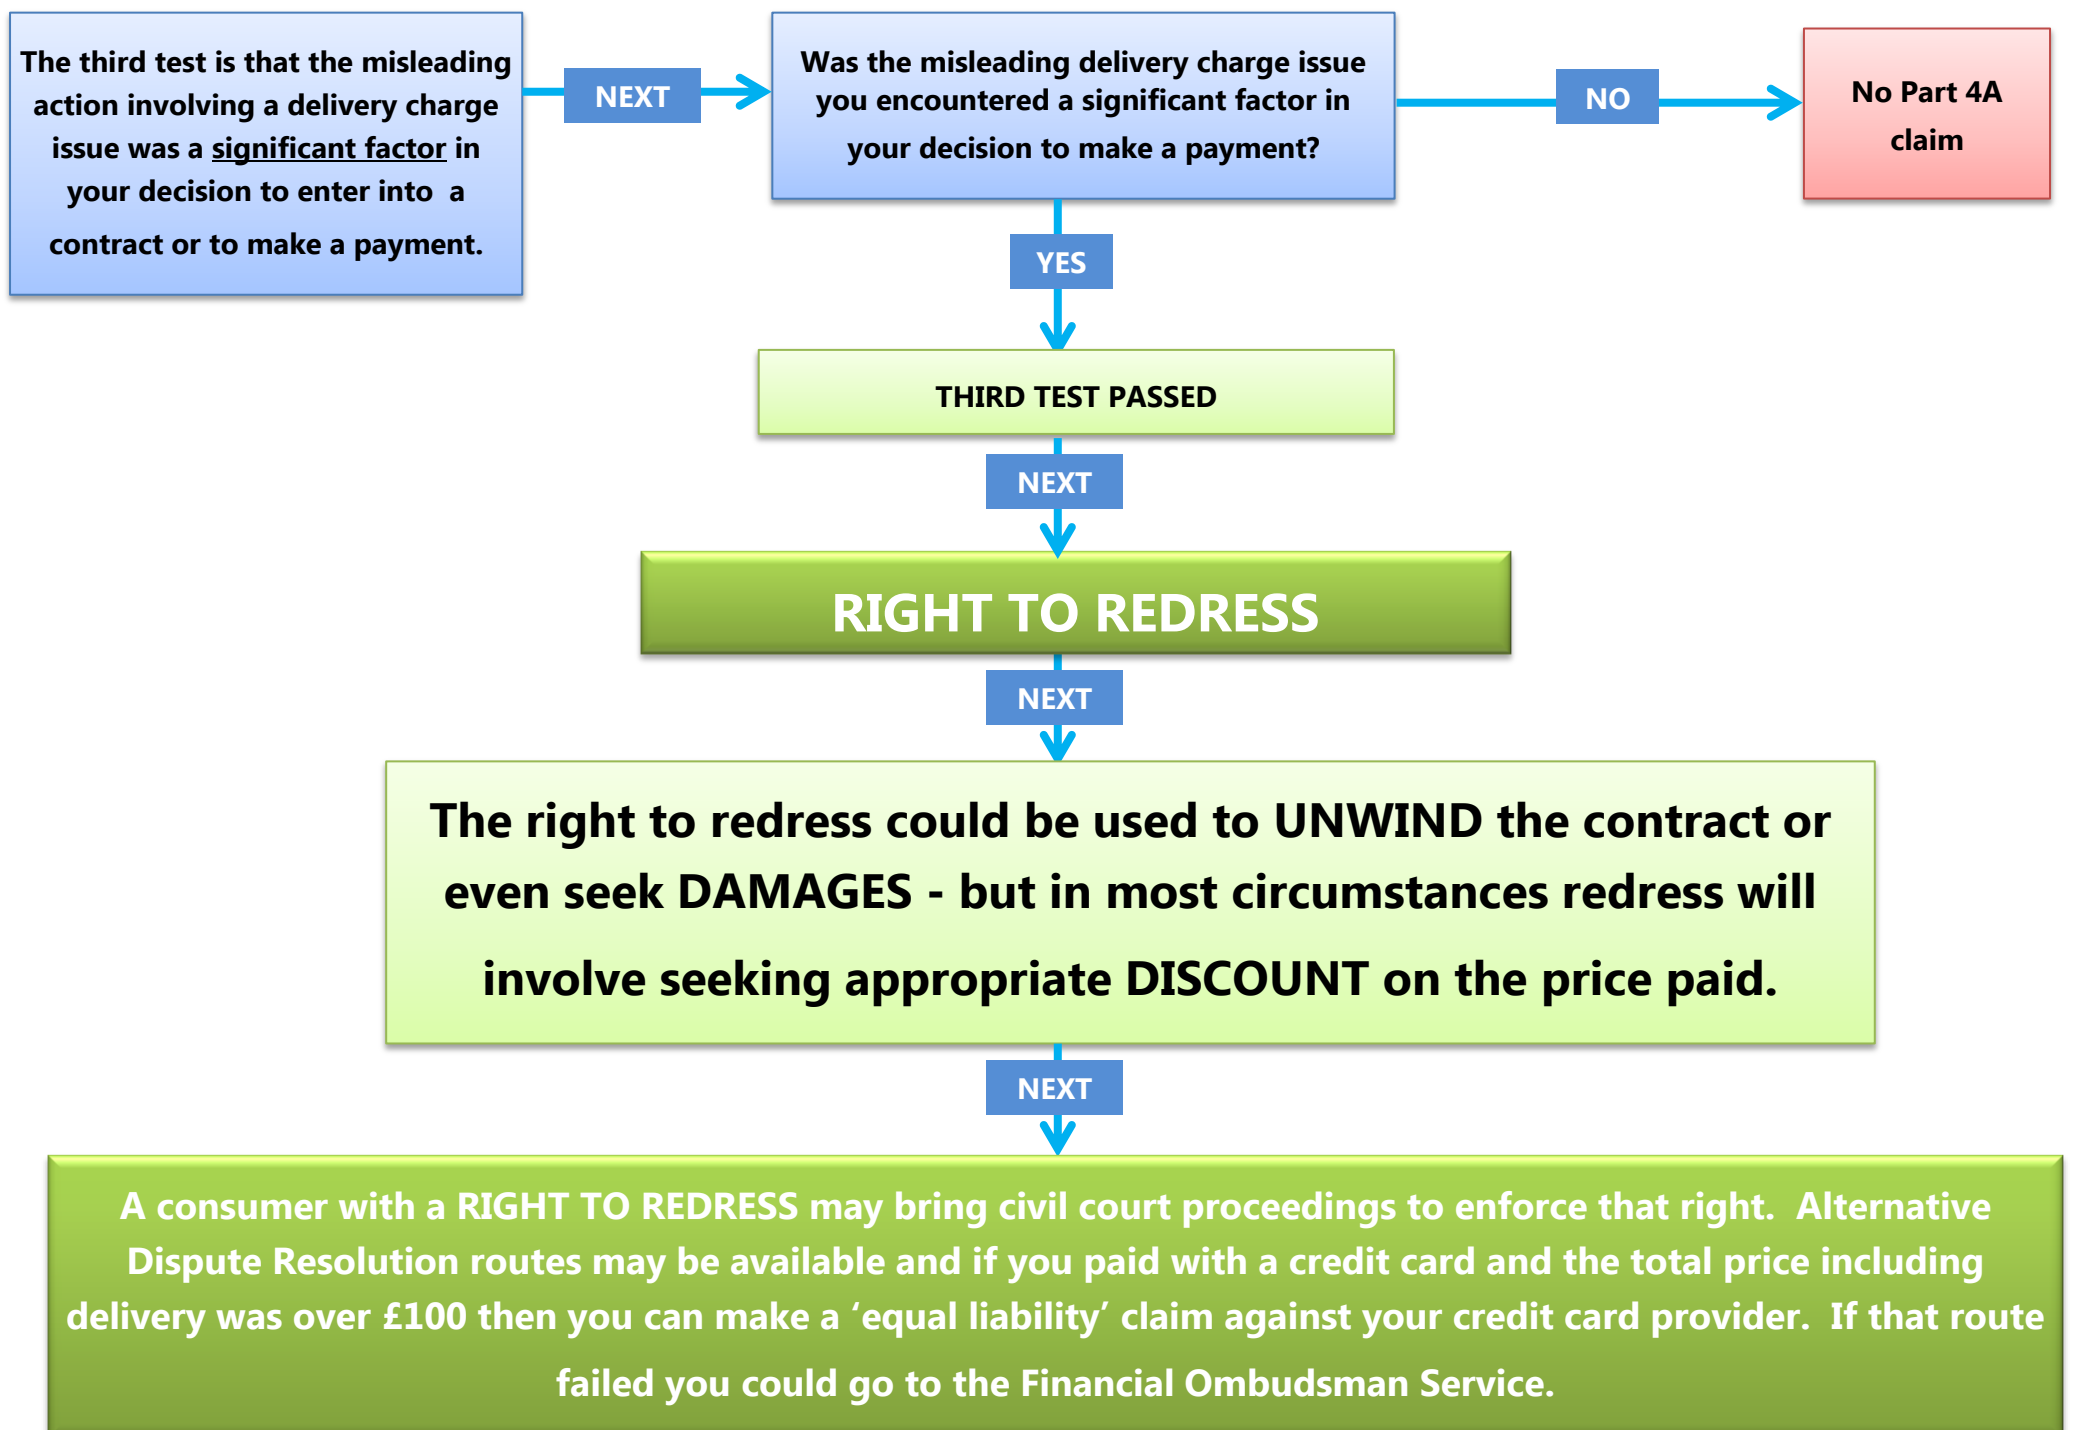 The third test is that the misleading
action involving a delivery charge
issue was a significant factor in
your decision to enter into  a
contract or to make a payment.
NEXT
Was the misleading delivery charge issue
you encountered a significant factor in
your decision to make a payment?
NO
No Part 4A
claim
YES
THIRD TEST PASSED
NEXT
RIGHT TO REDRESS
NEXT
The right to redress could be used to UNWIND the contract or
even seek DAMAGES - but in most circumstances redress will
involve seeking appropriate DISCOUNT on the price paid.
NEXT
A consumer with a RIGHT TO REDRESS may bring civil court proceedings to enforce that right.  Alternative
Dispute Resolution routes may be available and if you paid with a credit card and the total price including
delivery was over £100 then you can make a ‘equal liability’ claim against your credit card provider.  If that route
failed you could go to the Financial Ombudsman Service.